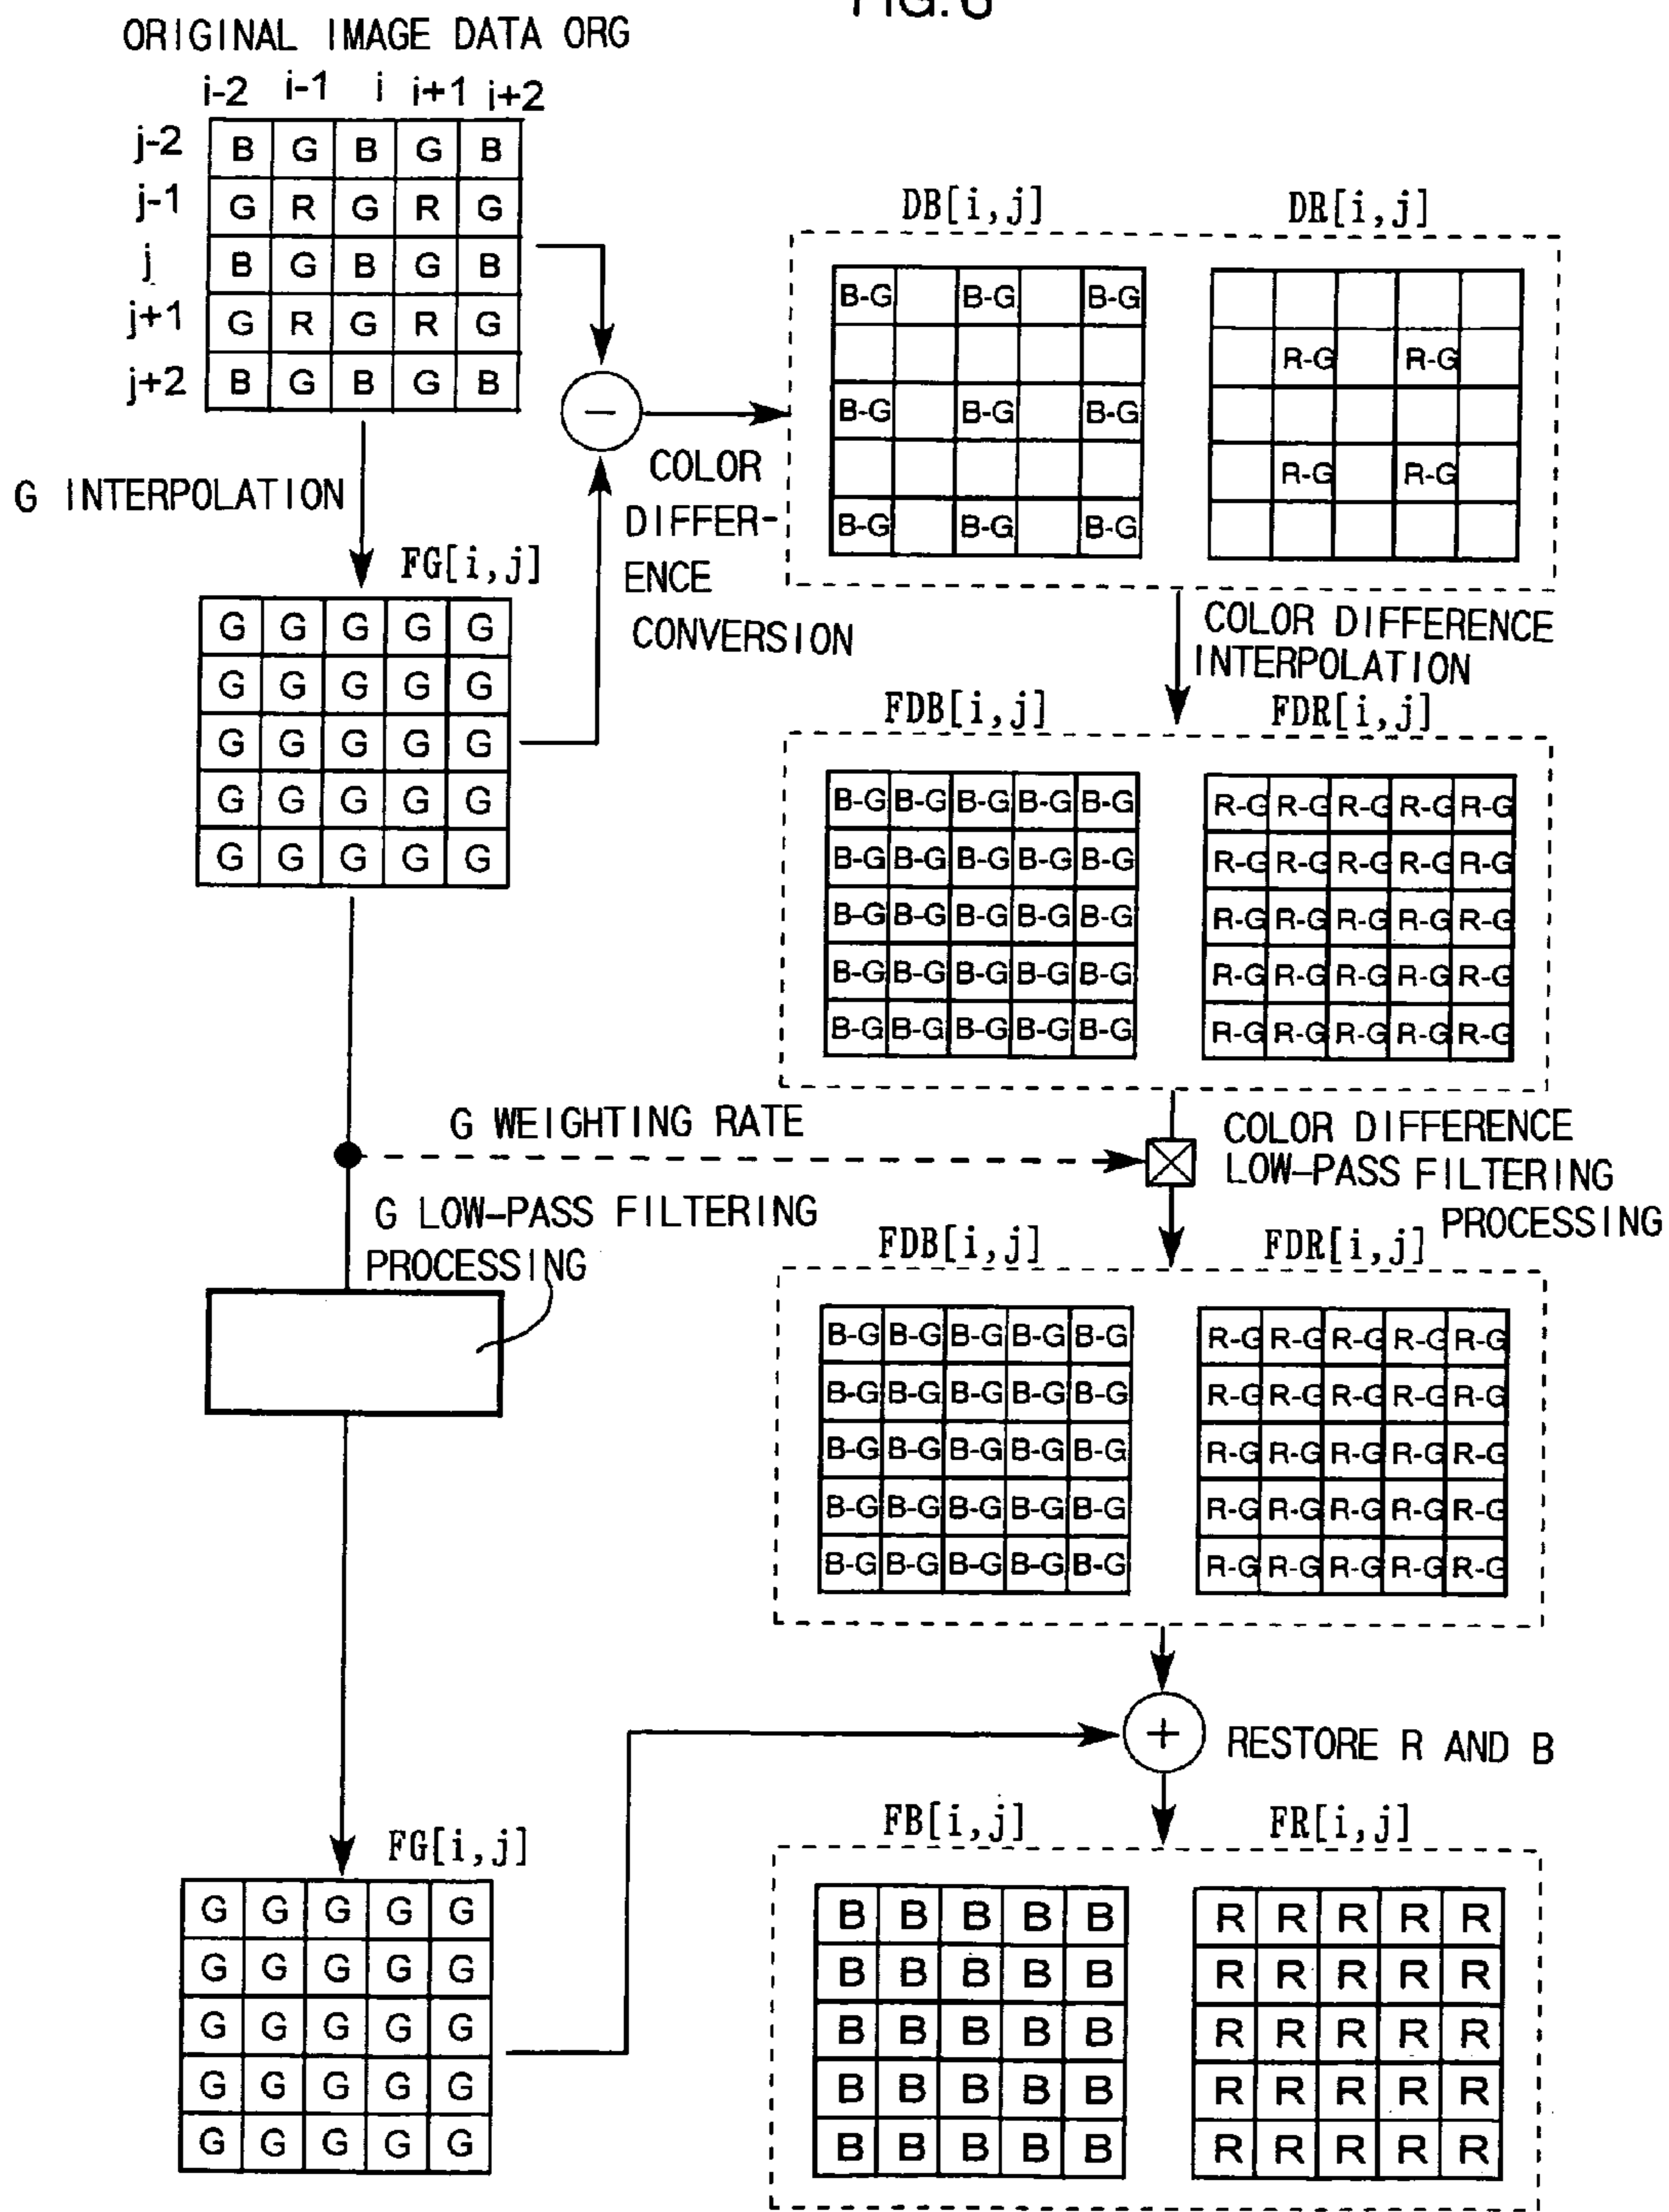 FIG. 6
ORIGINAL IMAGE DATA ORG
i-2 i-1 i i+1 i+2
j-2 B G B G B
j-1 G R G R G
j B G B G B
j+1 G R G R G
j+2 B G B G B
G INTERPOLATION
COLOR
DIFFER-
ENCE
CONVERSION
DB[i,j] DR[i,j]
B-G B-G B-G
R-G R-G
B-G B-G B-G
R-G R-G
B-G B-G B-G
FG[i,j]
G G G G G
G G G G G
G G G G G
G G G G G
G G G G G
COLOR DIFFERENCE
INTERPOLATION
FDB[i,j] FDR[i,j]
B-G B-G B-G B-G B-G R-G R-G R-G R-G R-G
B-G B-G B-G B-G B-G R-G R-G R-G R-G R-G
B-G B-G B-G B-G B-G R-G R-G R-G R-G R-G
B-G B-G B-G B-G B-G R-G R-G R-G R-G R-G
B-G B-G B-G B-G B-G R-G R-G R-G R-G R-G
G WEIGHTING RATE
COLOR DIFFERENCE
LOW-PASS FILTERING
PROCESSING
G LOW-PASS FILTERING
PROCESSING
FDB[i,j] FDR[i,j]
B-G B-G B-G B-G B-G R-G R-G R-G R-G R-G
B-G B-G B-G B-G B-G R-G R-G R-G R-G R-G
B-G B-G B-G B-G B-G R-G R-G R-G R-G R-G
B-G B-G B-G B-G B-G R-G R-G R-G R-G R-G
B-G B-G B-G B-G B-G R-G R-G R-G R-G R-G
RESTORE R AND B
FG[i,j]
G G G G G
G G G G G
G G G G G
G G G G G
G G G G G
FB[i,j] FR[i,j]
B B B B B R R R R R
B B B B B R R R R R
B B B B B R R R R R
B B B B B R R R R R
B B B B B R R R R R